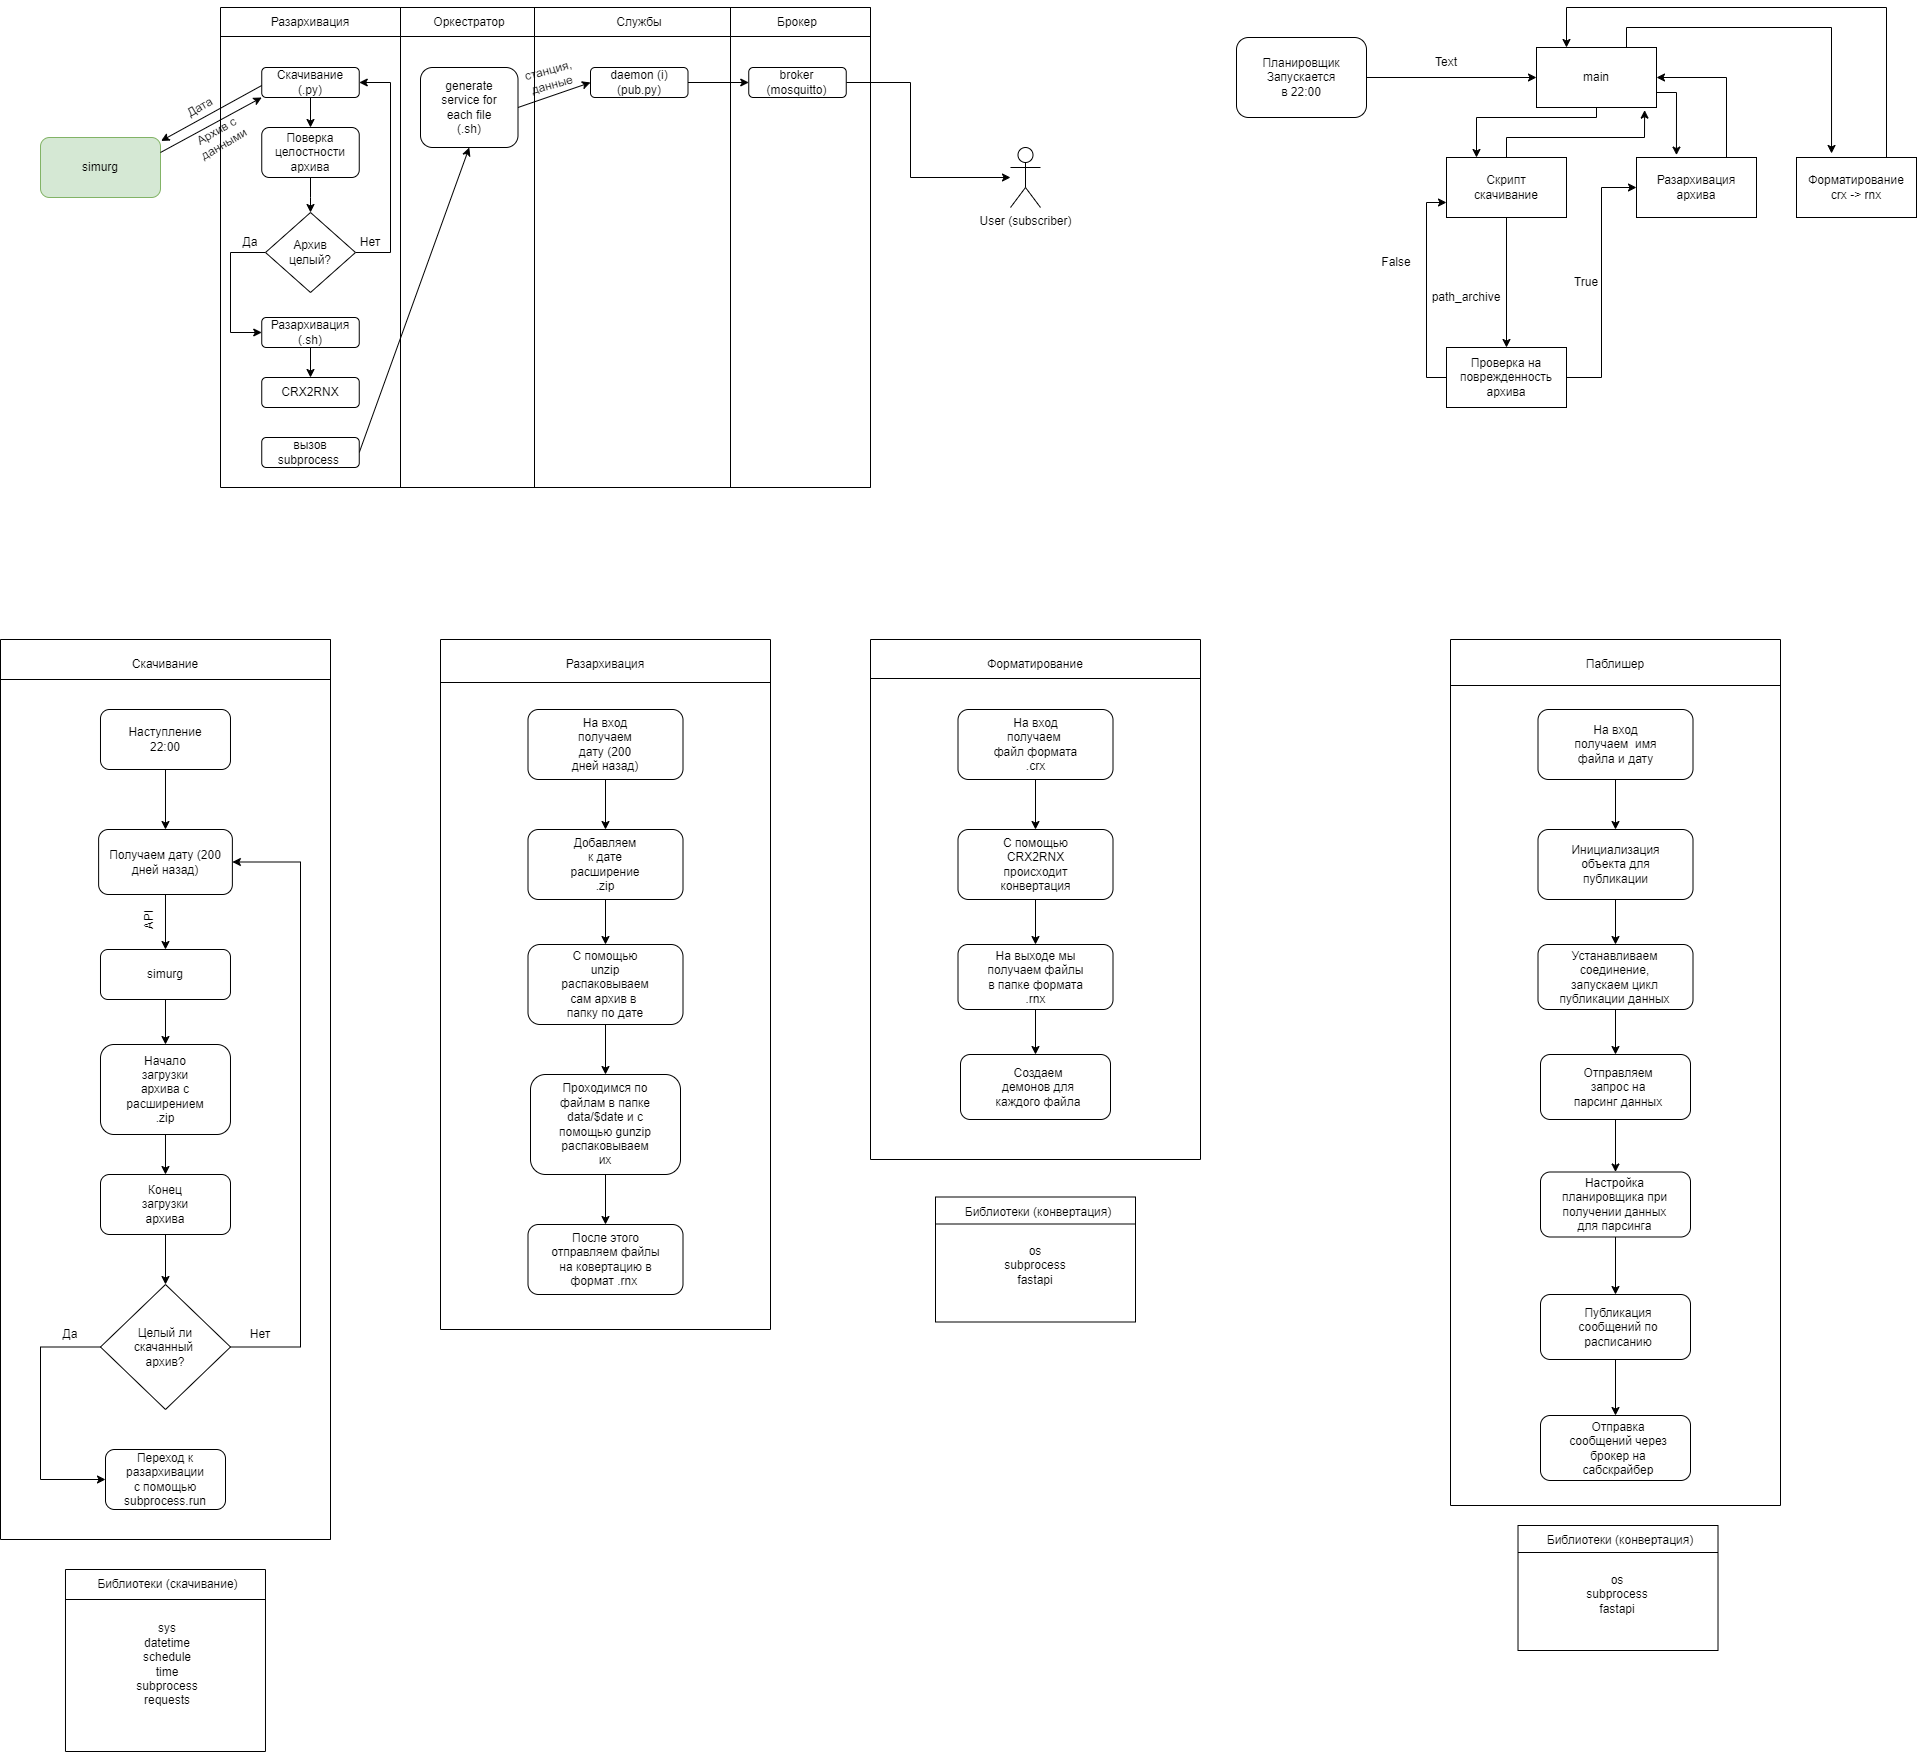 Разархивация
Оркестратор
Службы
Брокер
Скачивание
(.py)
Дата
Архив с
данными
simurg
Поверка
целостности
архива
Архив
целый?
Да
Нет
Разархивация
(.sh)
CRX2RNX
вызов
subprocess
generate
service for
each file
(.sh)
станция,
данные
daemon (i)
(pub.py)
broker
(mosquitto)
User (subscriber)
Планировщик
Запускается
в 22:00
Text
main
Скрипт
скачивание
Разархивация
архива
Форматирование
crx -> rnx
False
path_archive
True
Проверка на
поврежденность
архива
Скачивание
Наступление
22:00
Получаем дату (200
дней назад)
API
simurg
Начало
загрузки
архива с
расширением
.zip
Конец
загрузки
архива
Целый ли
скачанный
архив?
Да
Нет
Переход к
разархивации
с помощью
subprocess.run
Библиотеки (скачивание)
sys
datetime
schedule
time
subprocess
requests
Разархивация
На вход
получаем
дату (200
дней назад)
Добавляем
к дате
расширение
.zip
С помощью
unzip
распаковываем
сам архив в
папку по дате
Проходимся по
файлам в папке
data/$date и с
помощью gunzip
распаковываем
их
После этого
отправляем файлы
на ковертацию в
формат .rnx
Форматирование
На вход
получаем
файл формата
.crx
С помощью
CRX2RNX
происходит
конвертация
На выходе мы
получаем файлы
в папке формата
.rnx
Создаем
демонов для
каждого файла
Библиотеки (конвертация)
os
subprocess
fastapi
Паблишер
На вход
получаем имя
файла и дату
Инициализация
объекта для
публикации
Устанавливаем
соединение,
запускаем цикл
публикации данных
Отправляем
запрос на
парсинг данных
Настройка
планировщика при
получении данных
для парсинга
Публикация
сообщений по
расписанию
Отправка
сообщений через
брокер на
сабскрайбер
Библиотеки (конвертация)
os
subprocess
fastapi